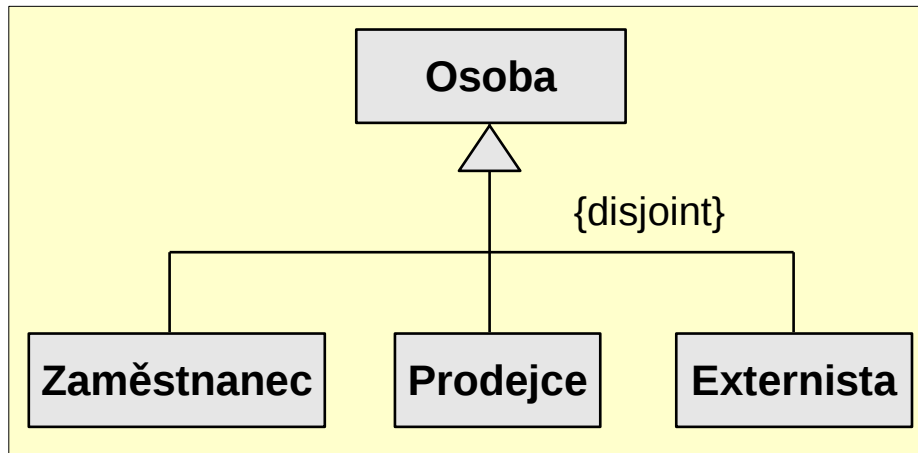 Osoba
{disjoint}
Zaměstnanec
Prodejce
Externista